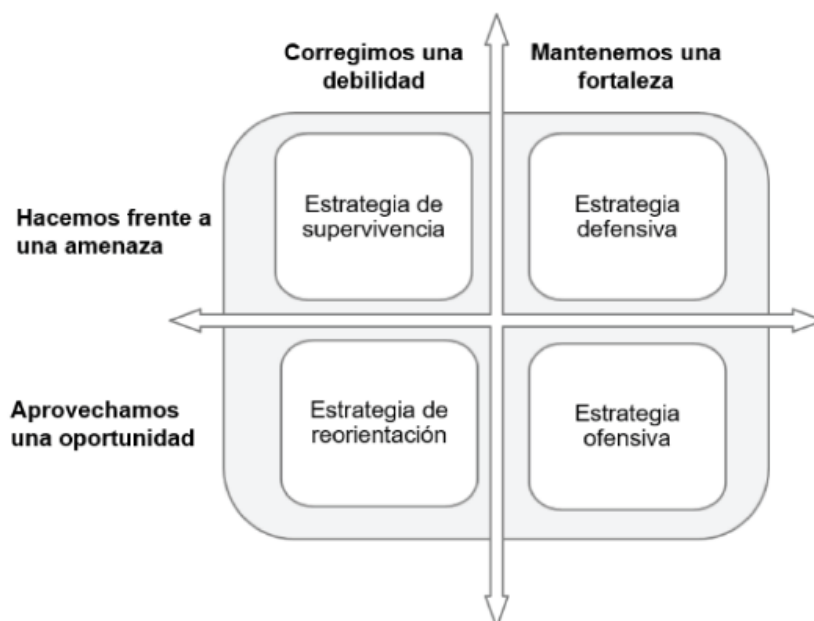 Corregimos una
debilidad
Mantenemos una
fortaleza
Hacemos frente a
una amenaza
Estrategia de
supervivencia
Estrategia
defensiva
Aprovechamos
una oportunidad
Estrategia de
reorientación
Estrategia
ofensiva